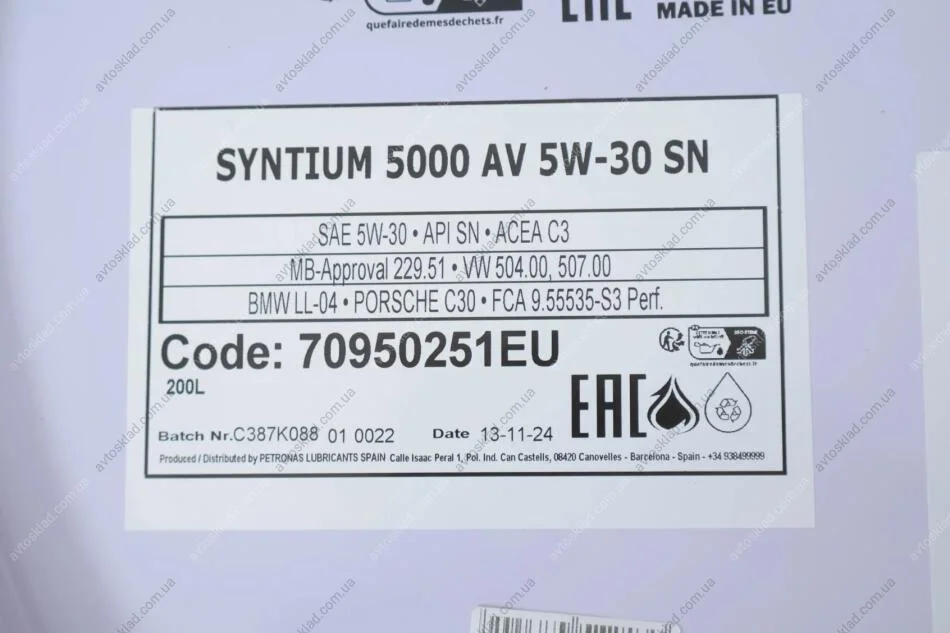 quefairedemesdechets.fr
EAC
MADE IN EU
SYNTIUM 5000 AV 5W-30 SN
SAE 5W-30 • API SN • ACEA C3
MB-Approval 229.51 • VW 504.00, 507.00
BMW LL-04 • PORSCHE C30 • FCA 9.55535-S3 Perf.
Code: 70950251EU
200L
quefairedemesdechets.fr
EAC
Batch Nr.C387K088 01 0022 Date 13-11-24
Produced / Distributed by PETRONAS LUBRICANTS SPAIN Calle Isaac Peral 1, Pol. Ind. Can Castells, 08420 Canovelles - Barcelona - Spain - +34 938499999
avtosklad.com.ua